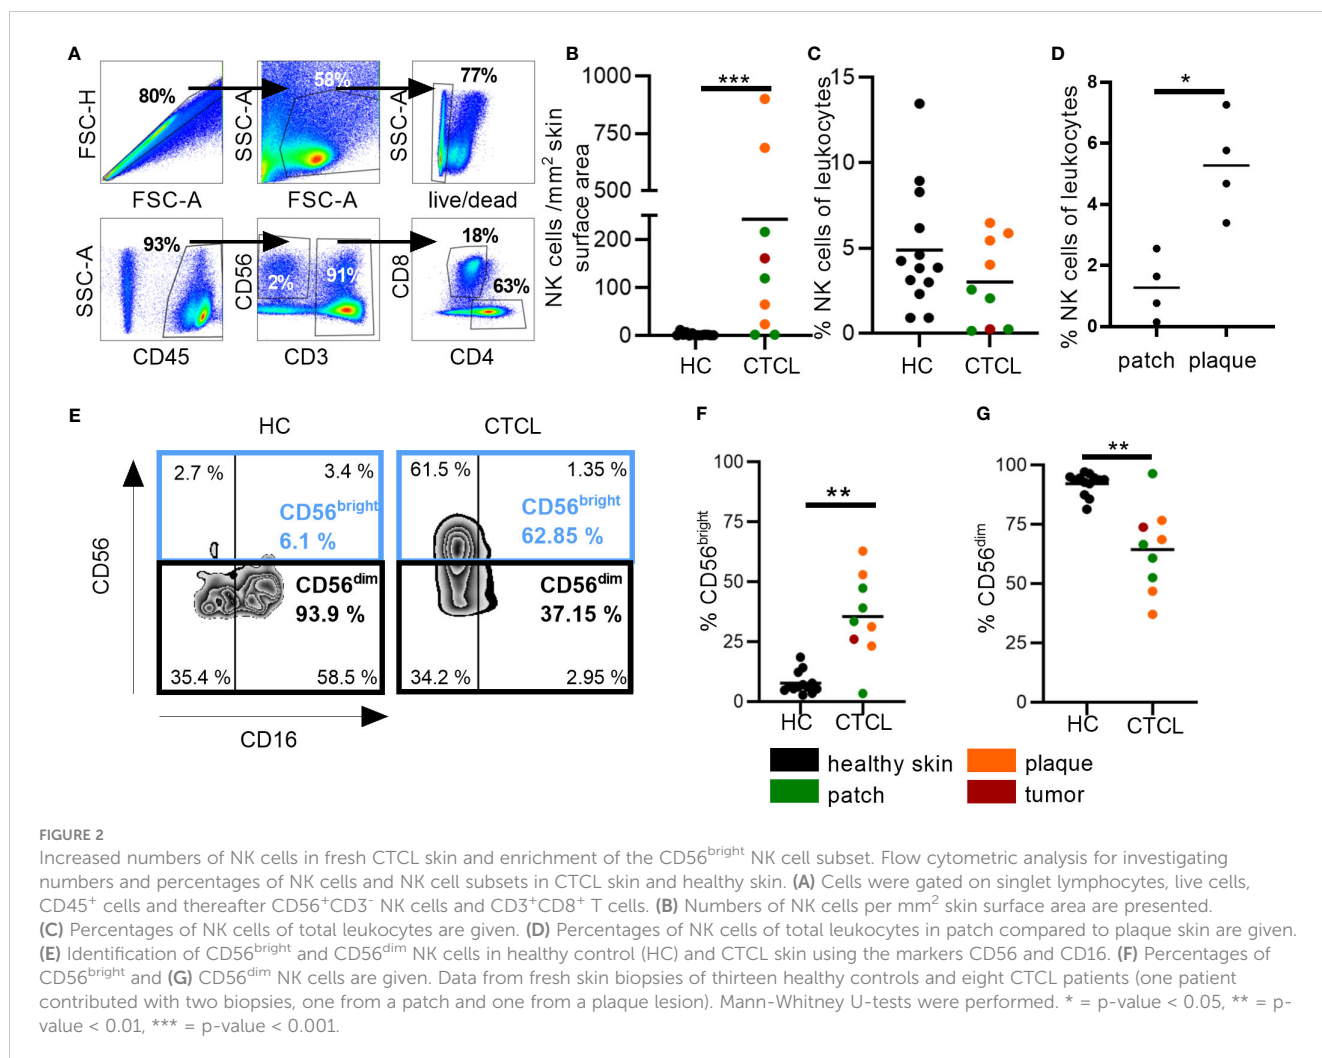 A
B
C
D
80%
58%
77%
FSC-H
SSC-A
SSC-A
FSC-A
FSC-A
live/dead
93%
2%
91%
18%
63%
SSC-A
CD56
CD8
CD45
CD3
CD4
NK cells /mm² skin
surface area
1000
750
500
200
100
0
***
HC
CTCL
% NK cells of leukocytes
15
10
5
0
HC
CTCL
% NK cells of leukocytes
8
6
4
2
0
*
patch
plaque
E
HC
CTCL
2.7 %
3.4 %
CD56bright
6.1 %
CD56dim
93.9 %
35.4 %
58.5 %
61.5 %
1.35 %
CD56bright
62.85 %
CD56dim
37.15 %
34.2 %
2.95 %
CD56
CD16
F
% CD56bright
100
75
50
25
0
**
HC
CTCL
G
% CD56dim
100
75
50
25
0
**
HC
CTCL
healthy skin
plaque
patch
tumor
FIGURE 2
Increased numbers of NK cells in fresh CTCL skin and enrichment of the CD56bright NK cell subset. Flow cytometric analysis for investigating
numbers and percentages of NK cells and NK cell subsets in CTCL skin and healthy skin. (A) Cells were gated on singlet lymphocytes, live cells,
CD45+ cells and thereafter CD56+CD3- NK cells and CD3+CD8+ T cells. (B) Numbers of NK cells per mm² skin surface area are presented.
(C) Percentages of NK cells of total leukocytes are given. (D) Percentages of NK cells of total leukocytes in patch compared to plaque skin are given.
(E) Identification of CD56bright and CD56dim NK cells in healthy control (HC) and CTCL skin using the markers CD56 and CD16. (F) Percentages of
CD56bright and (G) CD56dim NK cells are given. Data from fresh skin biopsies of thirteen healthy controls and eight CTCL patients (one patient
contributed with two biopsies, one from a patch and one from a plaque lesion). Mann-Whitney U-tests were performed. * = p-value < 0.05, ** = p-
value < 0.01, *** = p-value < 0.001.